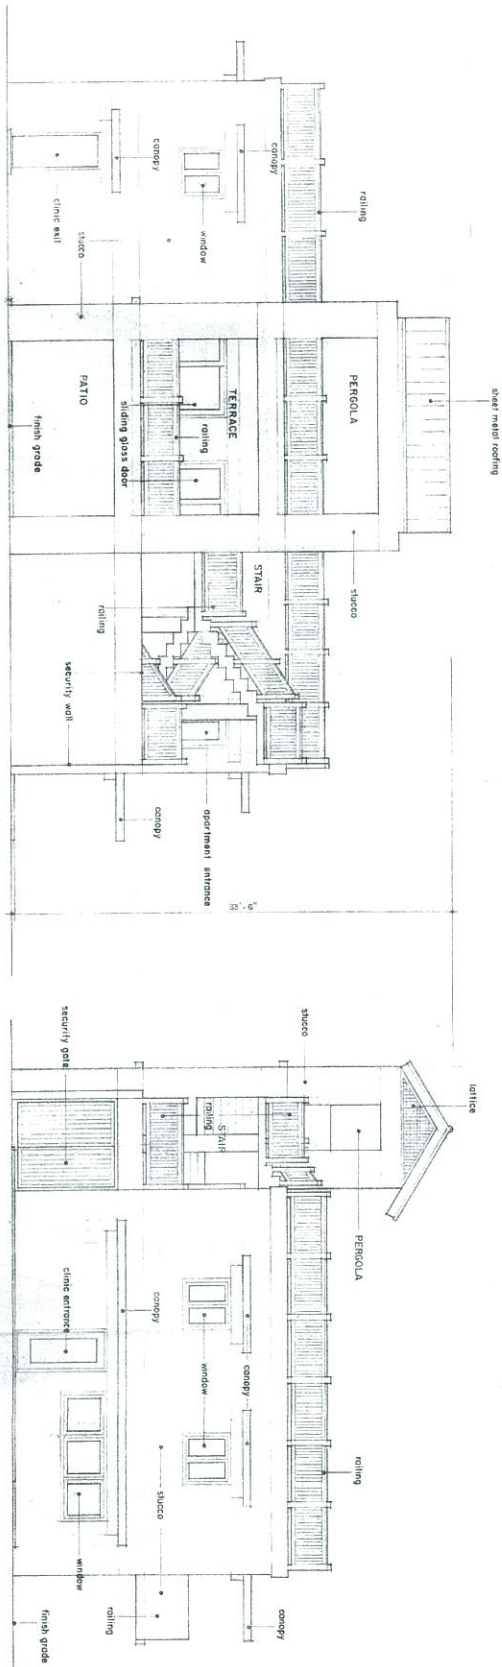 sheet metal roofing
railing
canopy
canopy
window
clinic exit
stucco
PERGOLA
TERRACE
railing
sliding glass door
PATIO
finish grade
stucco
STAIR
railing
security wall
apartment entrance
canopy
33'-6"
lattice
stucco
security gate
railing
STAIR
PERGOLA
canopy
canopy
clinic entrance
window
stucco
railing
window
railing
canopy
finish grade